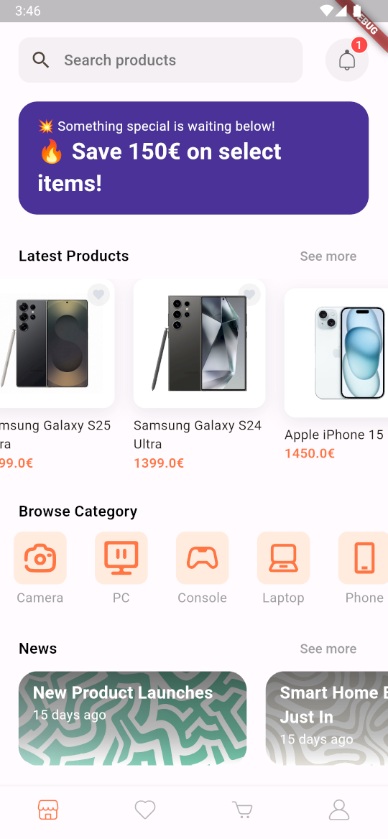 3:46
DEBUG
Search products
1
💥 Something special is waiting below!
🔥 Save 150€ on select
items!
Latest Products
See more
msung Galaxy S25
ra
99.0€
Samsung Galaxy S24
Ultra
1399.0€
Apple iPhone 15
1450.0€
Browse Category
Camera
PC
Console
Laptop
Phone
News
See more
New Product Launches
15 days ago
Smart Home
Just In
15 days ago